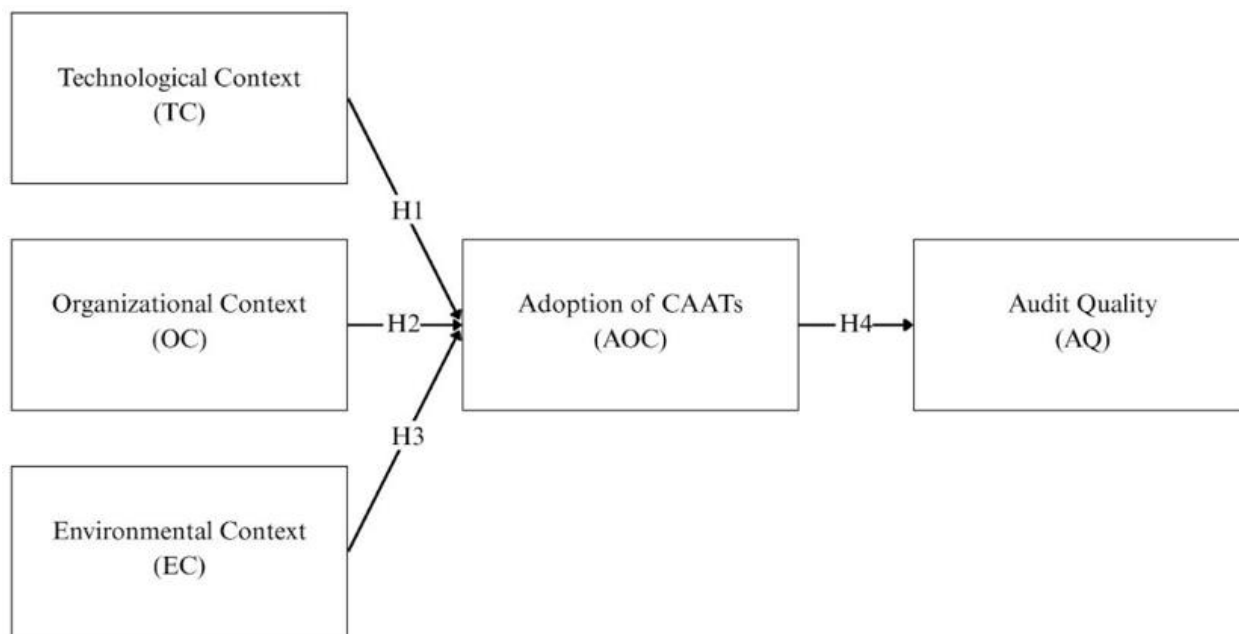 Technological Context
(TC)
H1
Organizational Context
(OC)
H2
Adoption of CAATs
(AOC)
H4
Audit Quality
(AQ)
H3
Environmental Context
(EC)